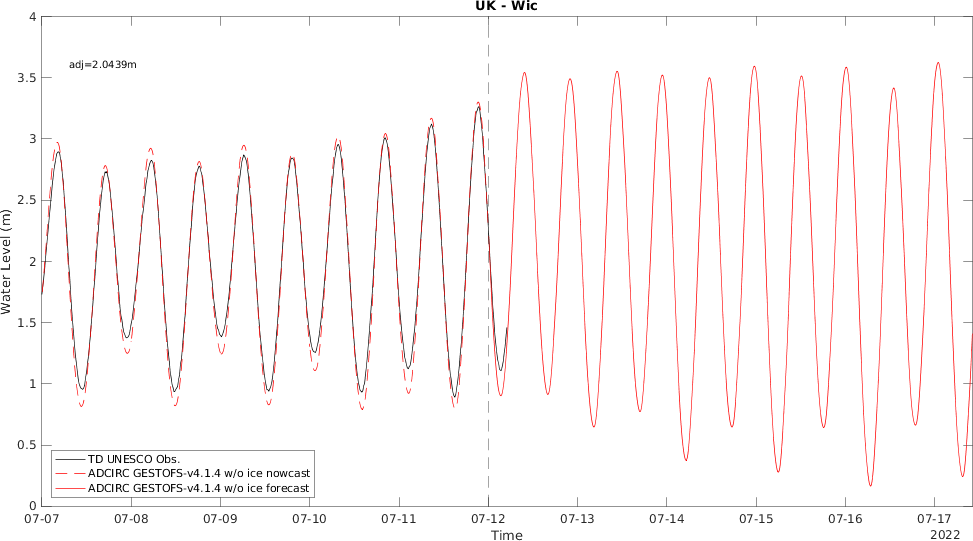 UK - Wic
adj=2.0439m
Water Level (m)
4
3.5
3
2.5
2
1.5
1
0.5
0
TD UNESCO Obs.
ADCIRC GESTOFS-v4.1.4 w/o ice nowcast
ADCIRC GESTOFS-v4.1.4 w/o ice forecast
07-07 07-08 07-09 07-10 07-11 07-12 07-13 07-14 07-15 07-16 07-17
2022
Time